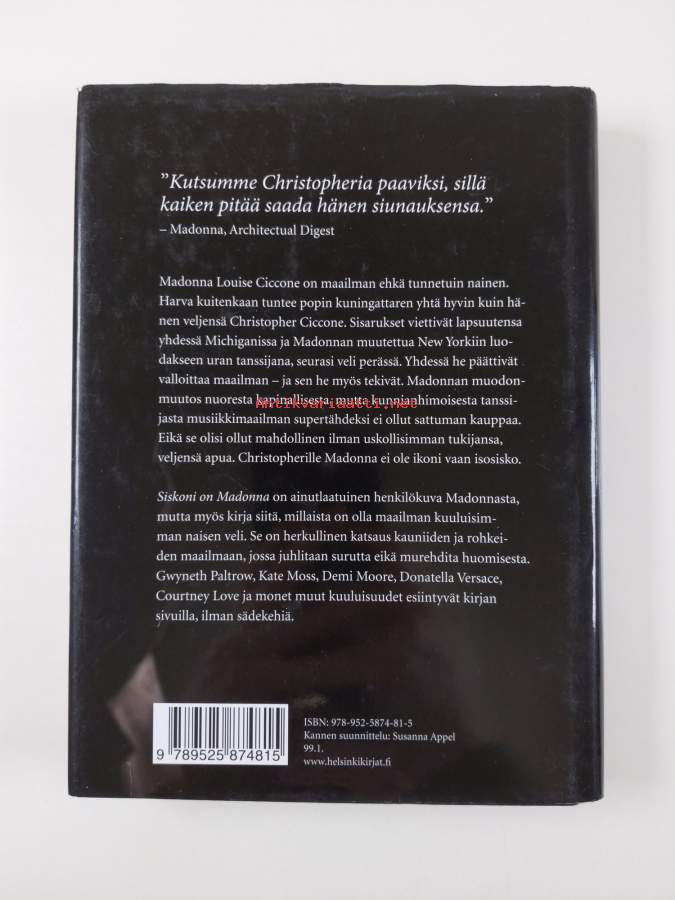 ”Kutsumme Christopheria paaviksi, sillä
kaiken pitää saada hänen siunauksensa.”
– Madonna, Architectual Digest
Madonna Louise Ciccone on maailman ehkä tunnetuin nainen.
Harva kuitenkaan tuntee popin kuningattaren yhtä hyvin kuin hä-
nen veljensä Christopher Ciccone. Sisarukset viettivät lapsuutensa
yhdessä Michiganissa ja Madonnan muutettua New Yorkiin luo-
dakseen uran tanssijana, seurasi veli perässä. Yhdessä he päättivät
valloittaa maailman – ja sen he myös tekivät. Madonnan muodon-
muutos nuoresta kapinallisesta, mutta kunnianhimoisesta tanssi-
jasta musiikkimaailman supertähdeksi ei ollut sattuman kauppaa.
Eikä se olisi ollut mahdollinen ilman uskollisimman tukijansa,
veljensä apua. Christopherille Madonna ei ole ikoni vaan isosisko.
Antikvariaatti.net
Siskoni on Madonna on ainutlaatuinen henkilökuva Madonnasta,
mutta myös kirja siitä, millaista on olla maailman kuuluisim-
man naisen veli. Se on herkullinen katsaus kauniiden ja rohkei-
den maailmaan, jossa juhlitaan surutta eikä murehdita huomisesta.
Gwyneth Paltrow, Kate Moss, Demi Moore, Donatella Versace,
Courtney Love ja monet muut kuuluisuudet esiintyvät kirjan
sivuilla, ilman sädekehiä.
ISBN: 978-952-5874-81-5
Kannen suunnittelu: Susanna Appel
99.1.
www.helsinkikirjat.fi
9 789525 874815